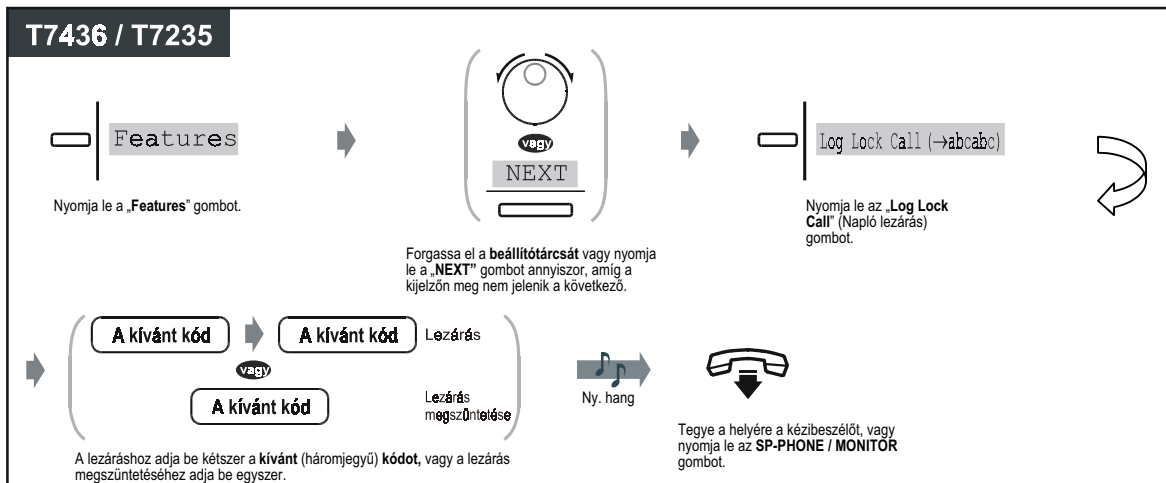 T7436 / T7235
Features
Nyomja le a „Features” gombot.
vagy
NEXT
Forgassa el a beállítótárcsát vagy nyomja
le a „NEXT” gombot annyiszor, amíg a
kijelzőn meg nem jelenik a következő.
Log Lock Call (→abcabc)
Nyomja le az „Log Lock
Call” (Napló lezárás)
gombot.
A kívánt kód
A kívánt kód
Lezárás
vagy
A kívánt kód
Lezárás
megszűntetése
A lezáráshoz adja be kétszer a kívánt (háromjegyű) kódot, vagy a lezárás
megszüntetéséhez adja be egyszer.
Ny. hang
Tegye a helyére a kézibeszélőt, vagy
nyomja le az SP-PHONE / MONITOR
gombot.